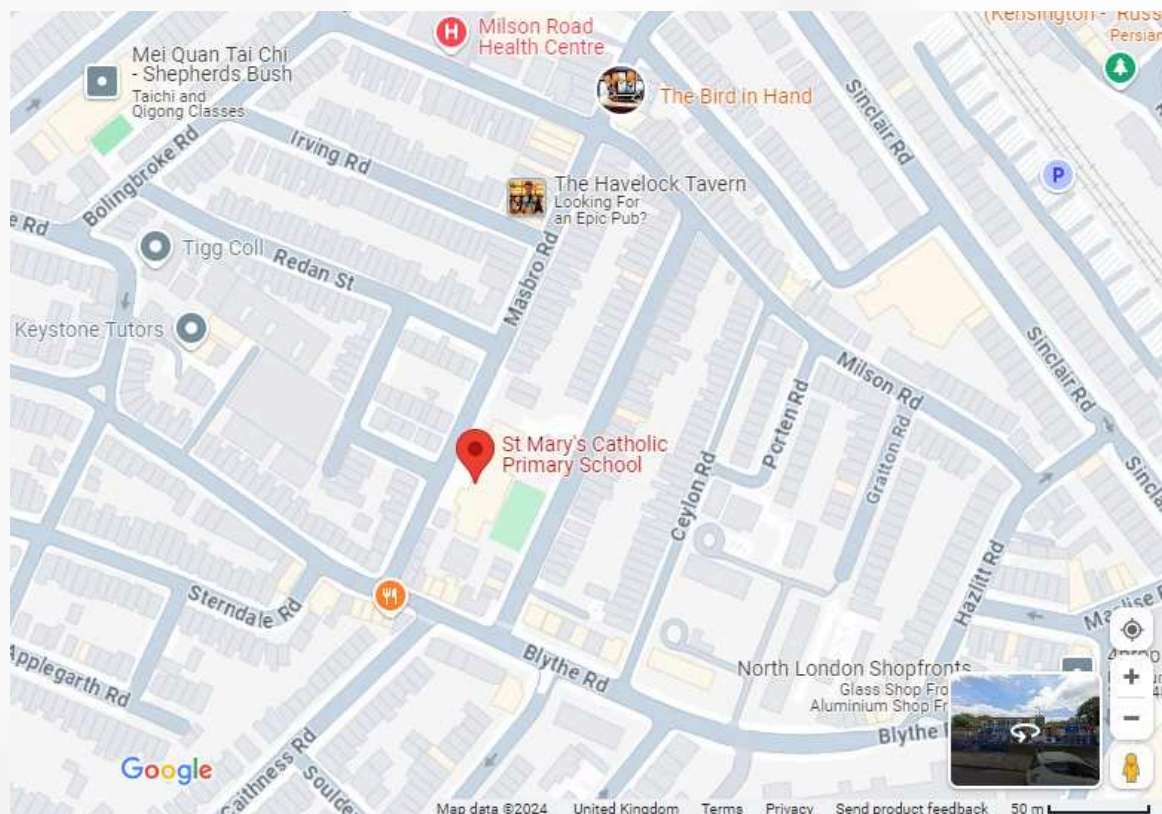 (Kensington - Russ
Persian
Milson Road
Health Centre
Mei Quan Tai Chi
- Shepherds Bush
Taichi and
Qigong Classes
The Bird in Hand
Sinclair Rd
Irving Rd
P
Bolingbroke Rd
The Havelock Tavern
Looking For
an Epic Pub?
e Rd
Tigg Coll
Redan St
Masbro Rd
Keystone Tutors
Sinclair Rd
Milson Rd
Porten Rd
Gratton Rd
St Mary's Catholic
Primary School
Ceylon Rd
Sinclai
Hazlitt Rd
Sterndale Rd
Applegarth Rd
Blythe Rd
North London Shopfronts
Glass Shop Fro
Aluminium Shop Fr
Blythe
Google
Caithness Rd
Soulde
Map data ©2024 United Kingdom Terms Privacy Send product feedback 50 m